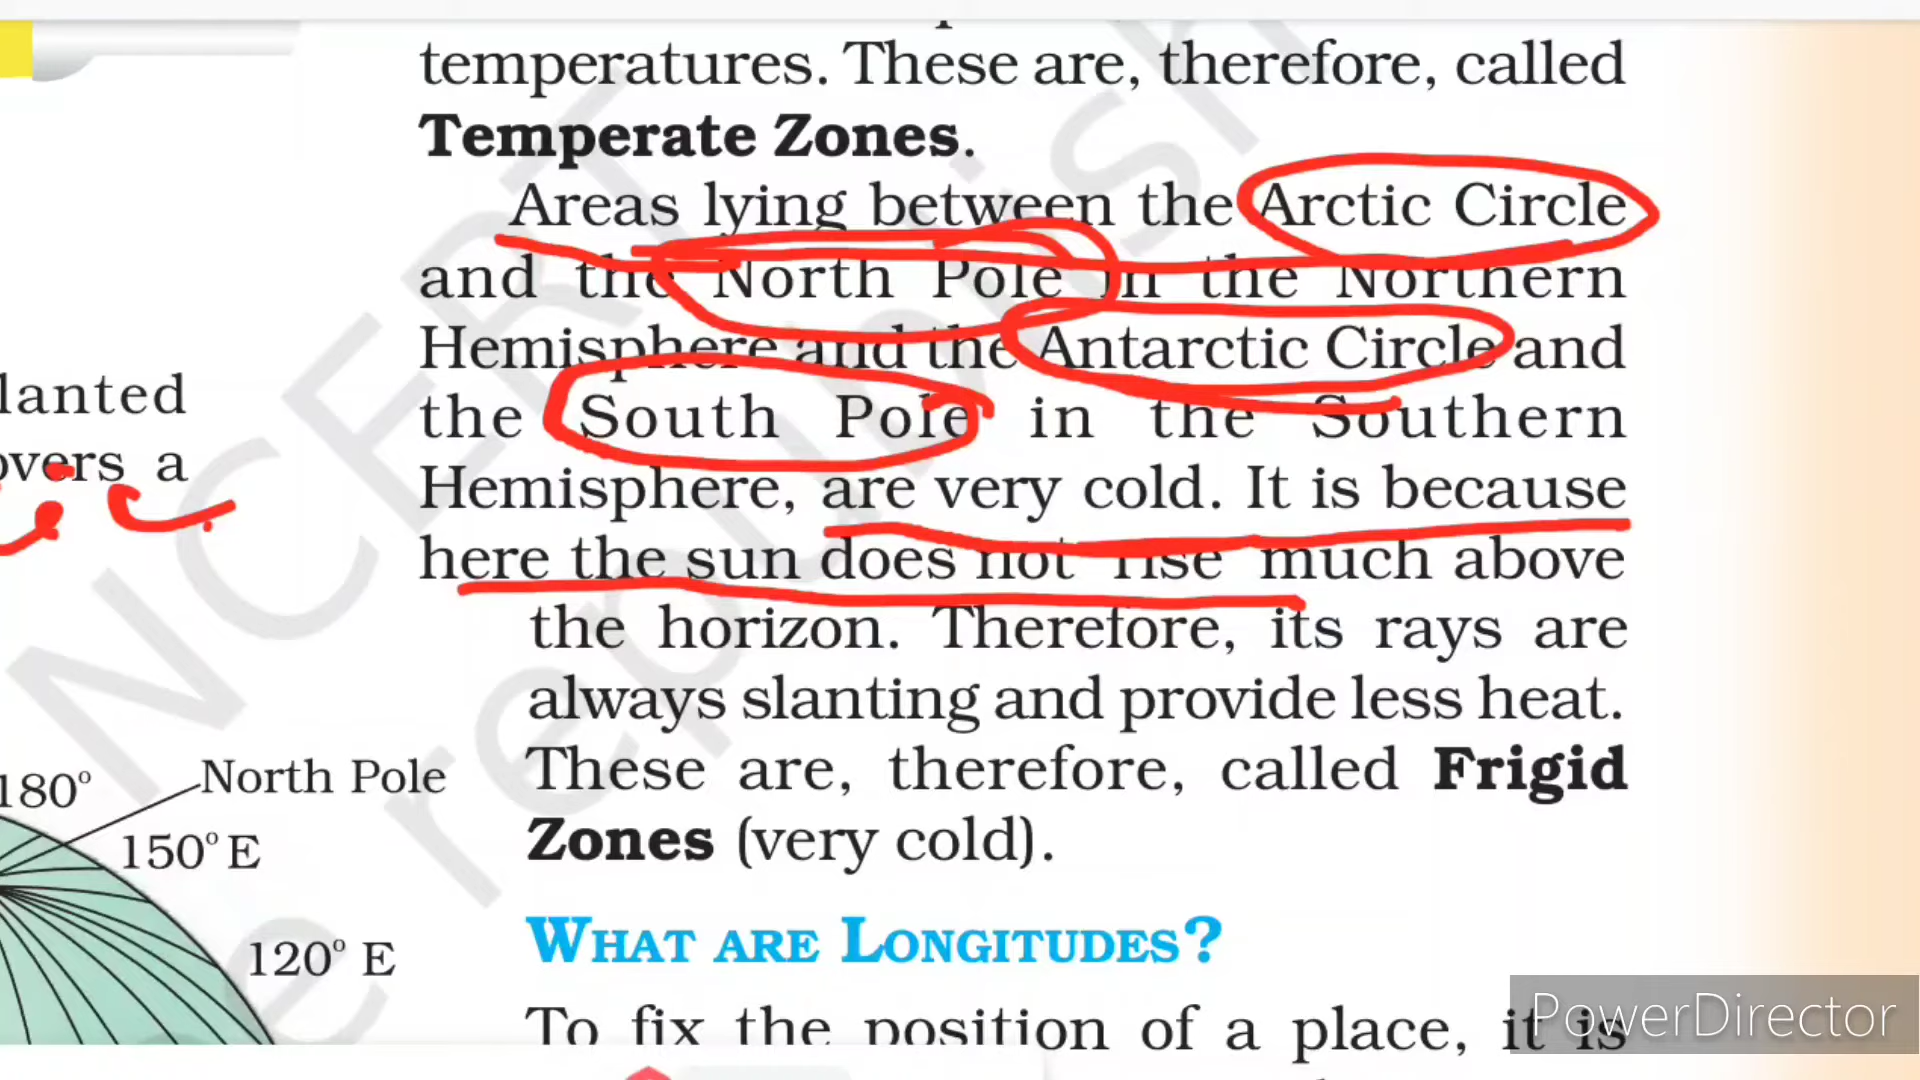 temperatures. These are, therefore, called
Temperate Zones.
Areas lying between the Arctic Circle
and the North Pole in the Northern
Hemisphere and the Antarctic Circle and
the South Pole in the Southern
Hemisphere, are very cold. It is because
here the sun does not rise much above
the horizon. Therefore, its rays are
always slanting and provide less heat.
These are, therefore, called Frigid
Zones (very cold).
WHAT ARE LONGITUDES?
To fix the position of a place, it is
lanted
overs a
180° North Pole
150° E
120° E
NCERT
republish
PowerDirector